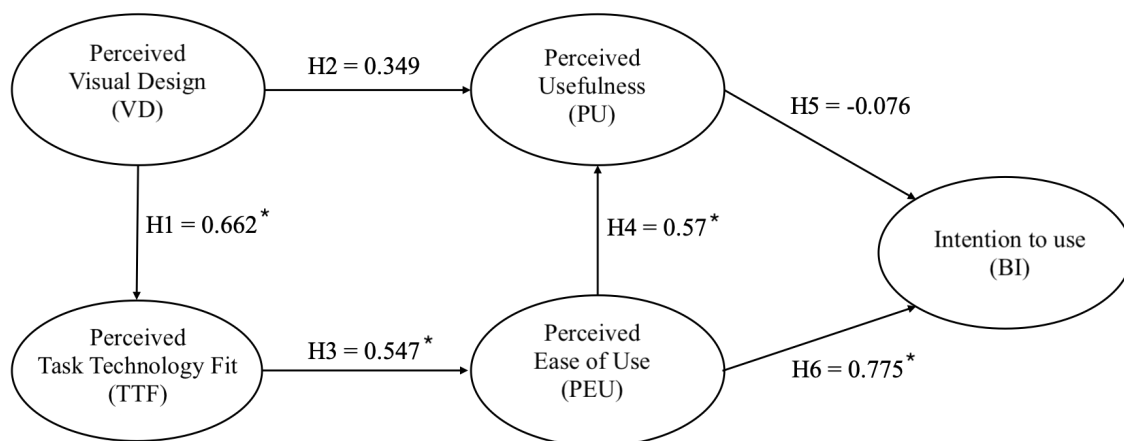 Perceived
Visual Design
(VD)
H2 = 0.349
Perceived
Usefulness
(PU)
H5 = -0.076
H1 = 0.662*
H4 = 0.57*
Intention to use
(BI)
Perceived
Task Technology Fit
(TTF)
H3 = 0.547*
Perceived
Ease of Use
(PEU)
H6 = 0.775*